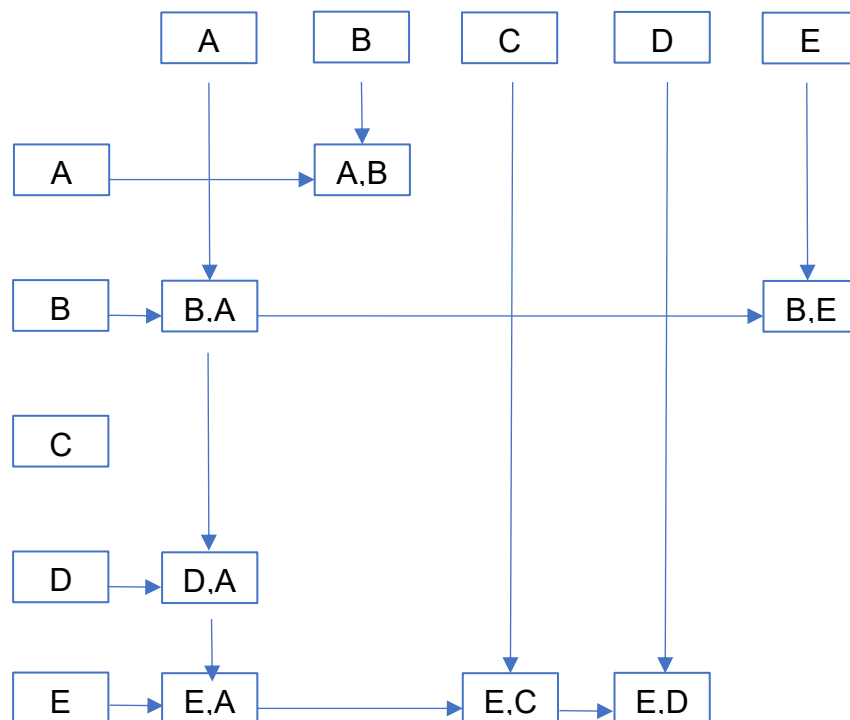 A B C D E
A A,B
B B,A B,E
C
D D,A
E E,A E,C E,D